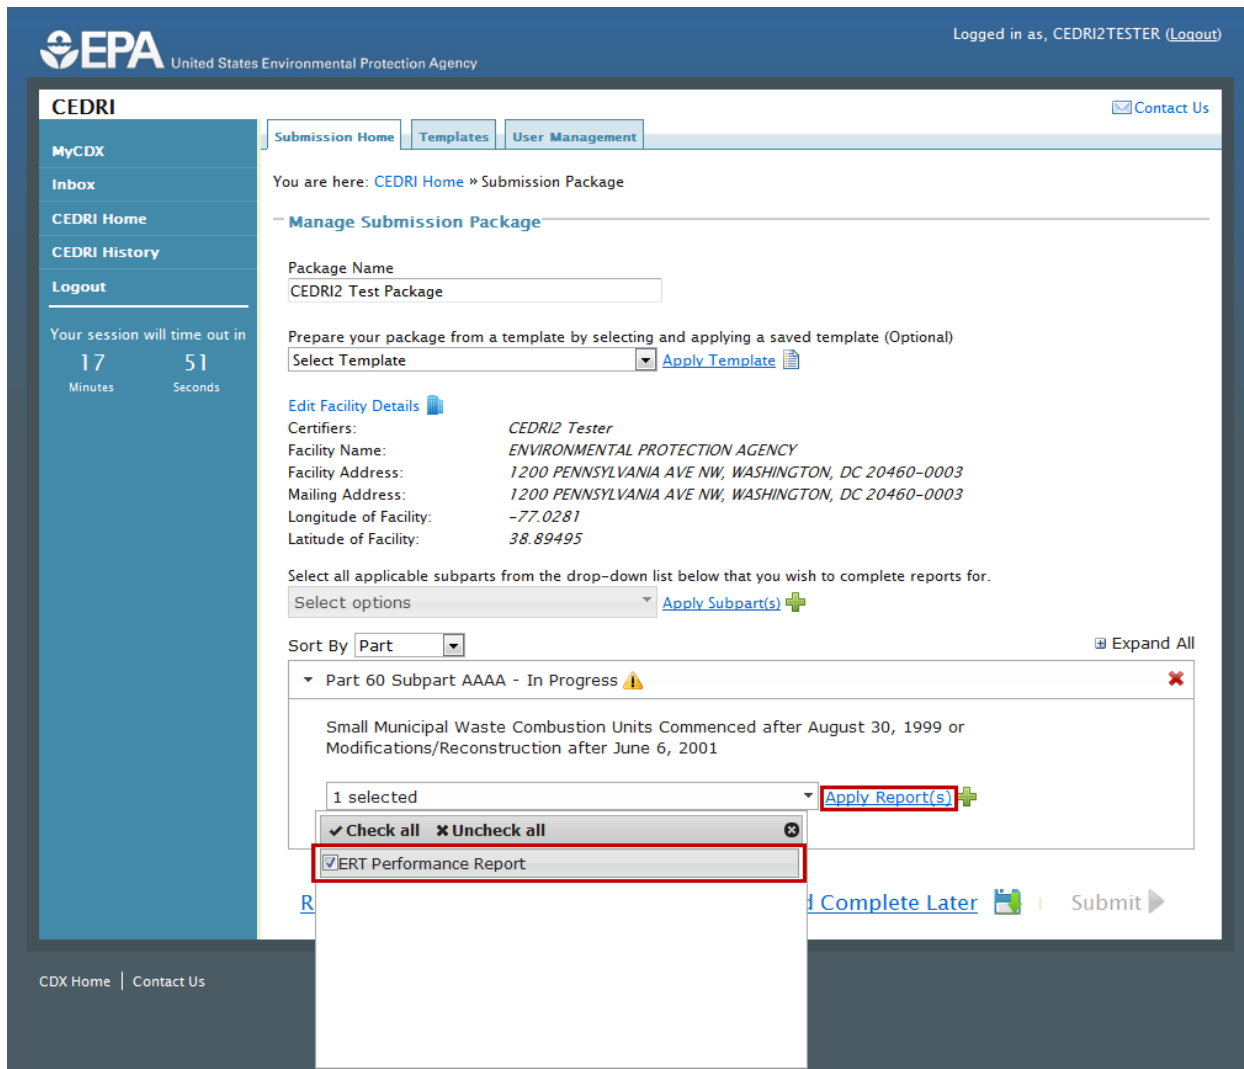 Logged in as, CEDRI2TESTER (Logout)
EPA United States Environmental Protection Agency
CEDRI
Contact Us
Submission Home Templates User Management
MyCDX
Inbox
CEDRI Home
CEDRI History
Logout
Your session will time out in
17 51
Minutes Seconds
You are here: CEDRI Home » Submission Package
Manage Submission Package
Package Name
CEDRI2 Test Package
Prepare your package from a template by selecting and applying a saved template (Optional)
Select Template Apply Template
Edit Facility Details
Certifiers: CEDRI2 Tester
Facility Name: ENVIRONMENTAL PROTECTION AGENCY
Facility Address: 1200 PENNSYLVANIA AVE NW, WASHINGTON, DC 20460-0003
Mailing Address: 1200 PENNSYLVANIA AVE NW, WASHINGTON, DC 20460-0003
Longitude of Facility: -77.0281
Latitude of Facility: 38.89495
Select all applicable subparts from the drop-down list below that you wish to complete reports for.
Select options Apply Subpart(s)
Sort By Part Expand All
Part 60 Subpart AAAA - In Progress
Small Municipal Waste Combustion Units Commenced after August 30, 1999 or
Modifications/Reconstruction after June 6, 2001
1 selected Apply Report(s)
Check all Uncheck all
ERT Performance Report
Complete Later Submit
CDX Home | Contact Us